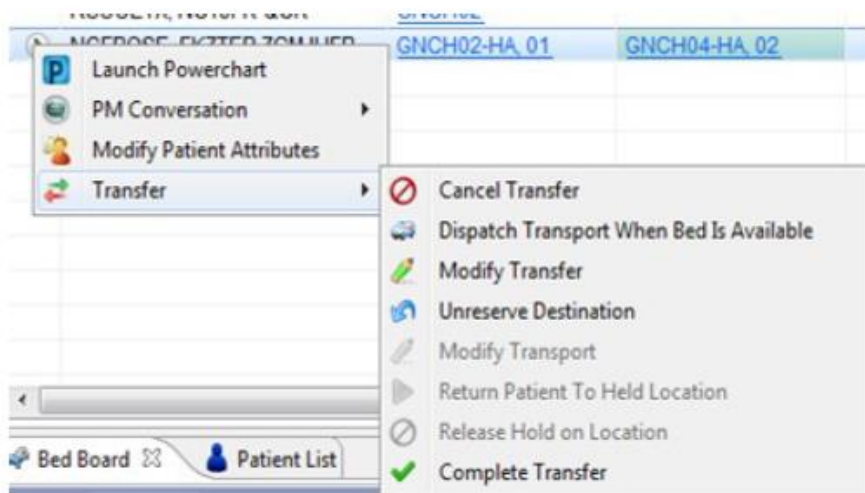 GNCH02
GNCH02-HA, 01 GNCH04-HA, 02
Launch Powerchart
PM Conversation
Modify Patient Attributes
Transfer
Cancel Transfer
Dispatch Transport When Bed Is Available
Modify Transfer
Unreserve Destination
Modify Transport
Return Patient To Held Location
Release Hold on Location
Complete Transfer
Bed Board Patient List